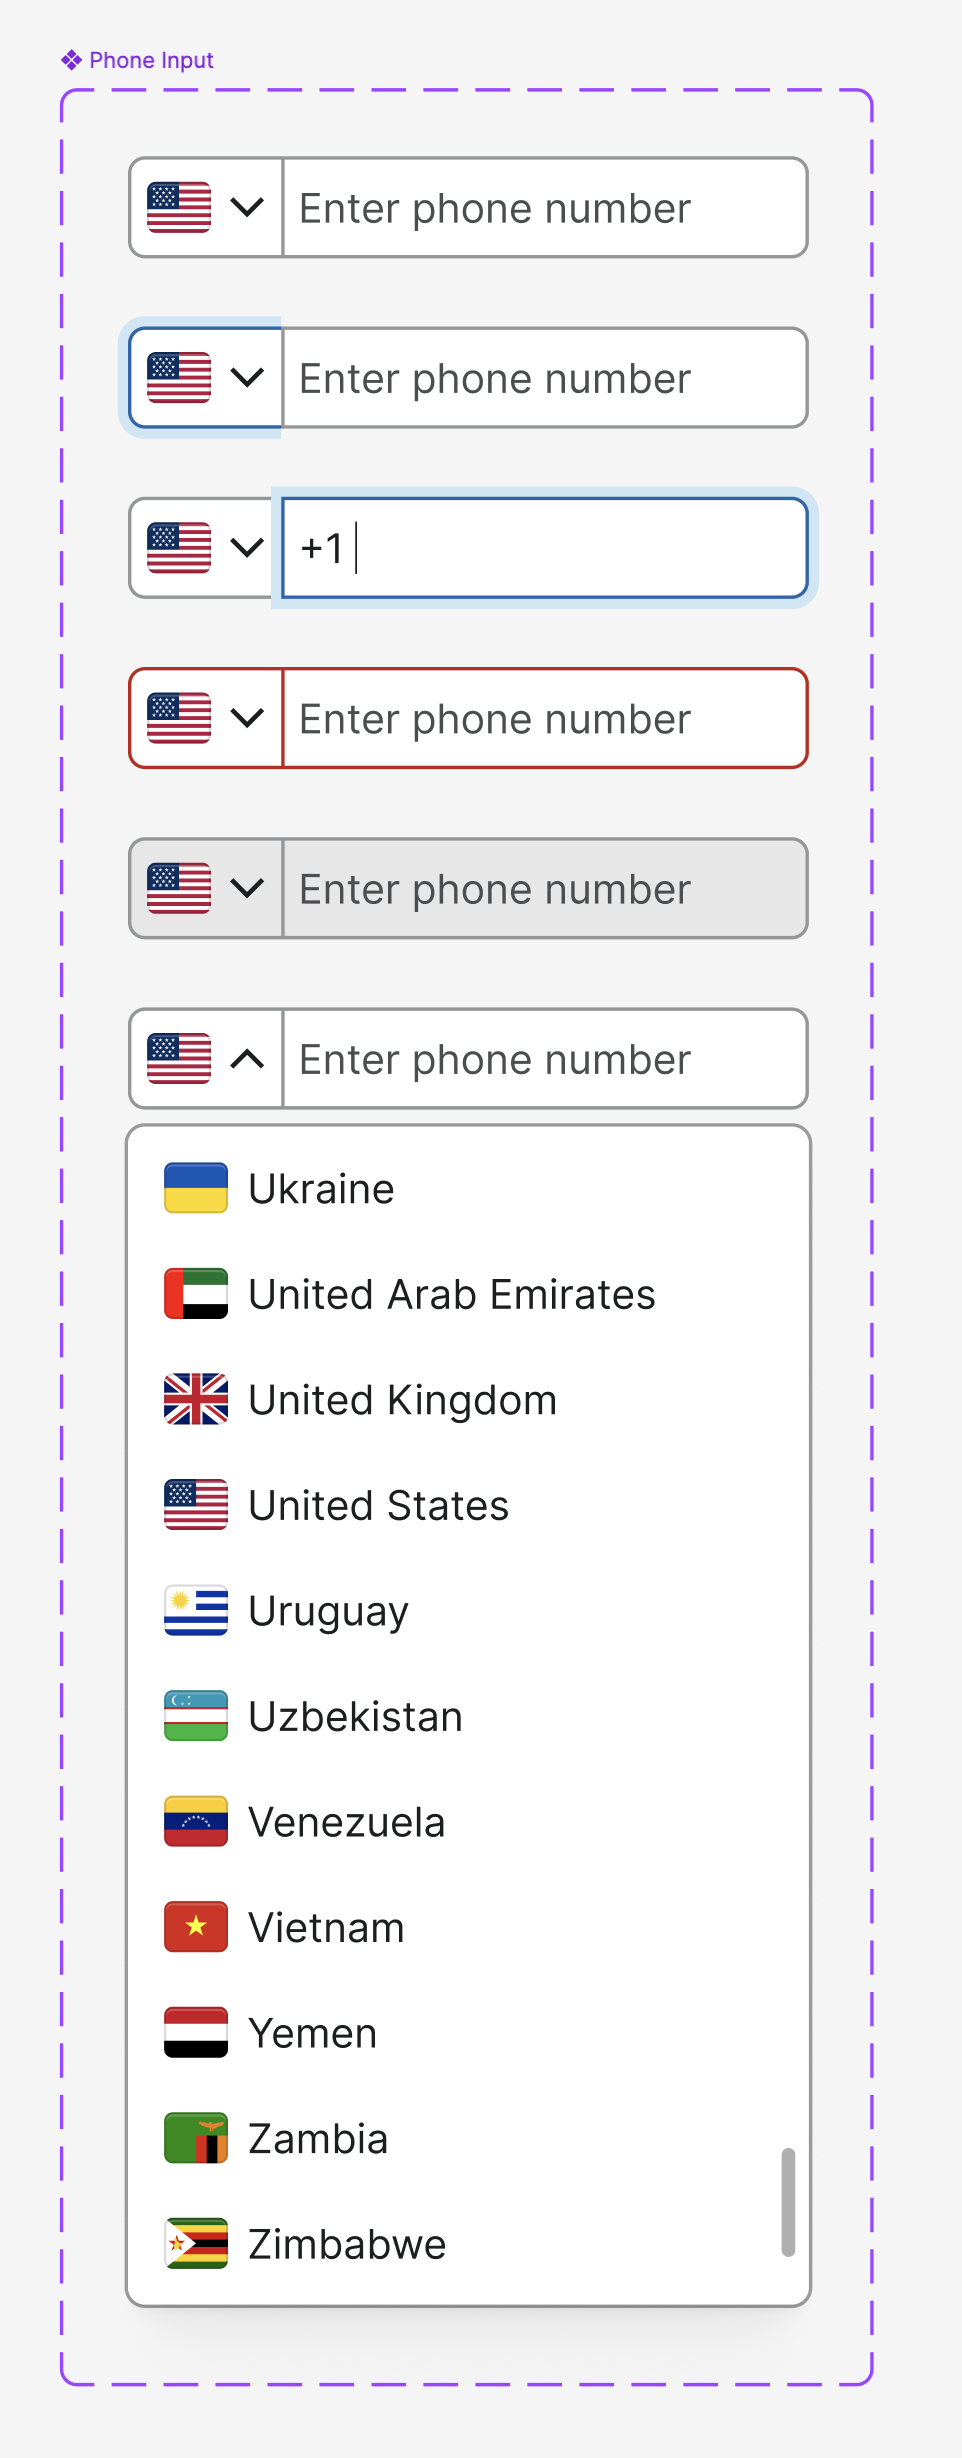 Phone Input
Enter phone number
Enter phone number
+1
Enter phone number
Enter phone number
Enter phone number
Ukraine
United Arab Emirates
United Kingdom
United States
Uruguay
Uzbekistan
Venezuela
Vietnam
Yemen
Zambia
Zimbabwe